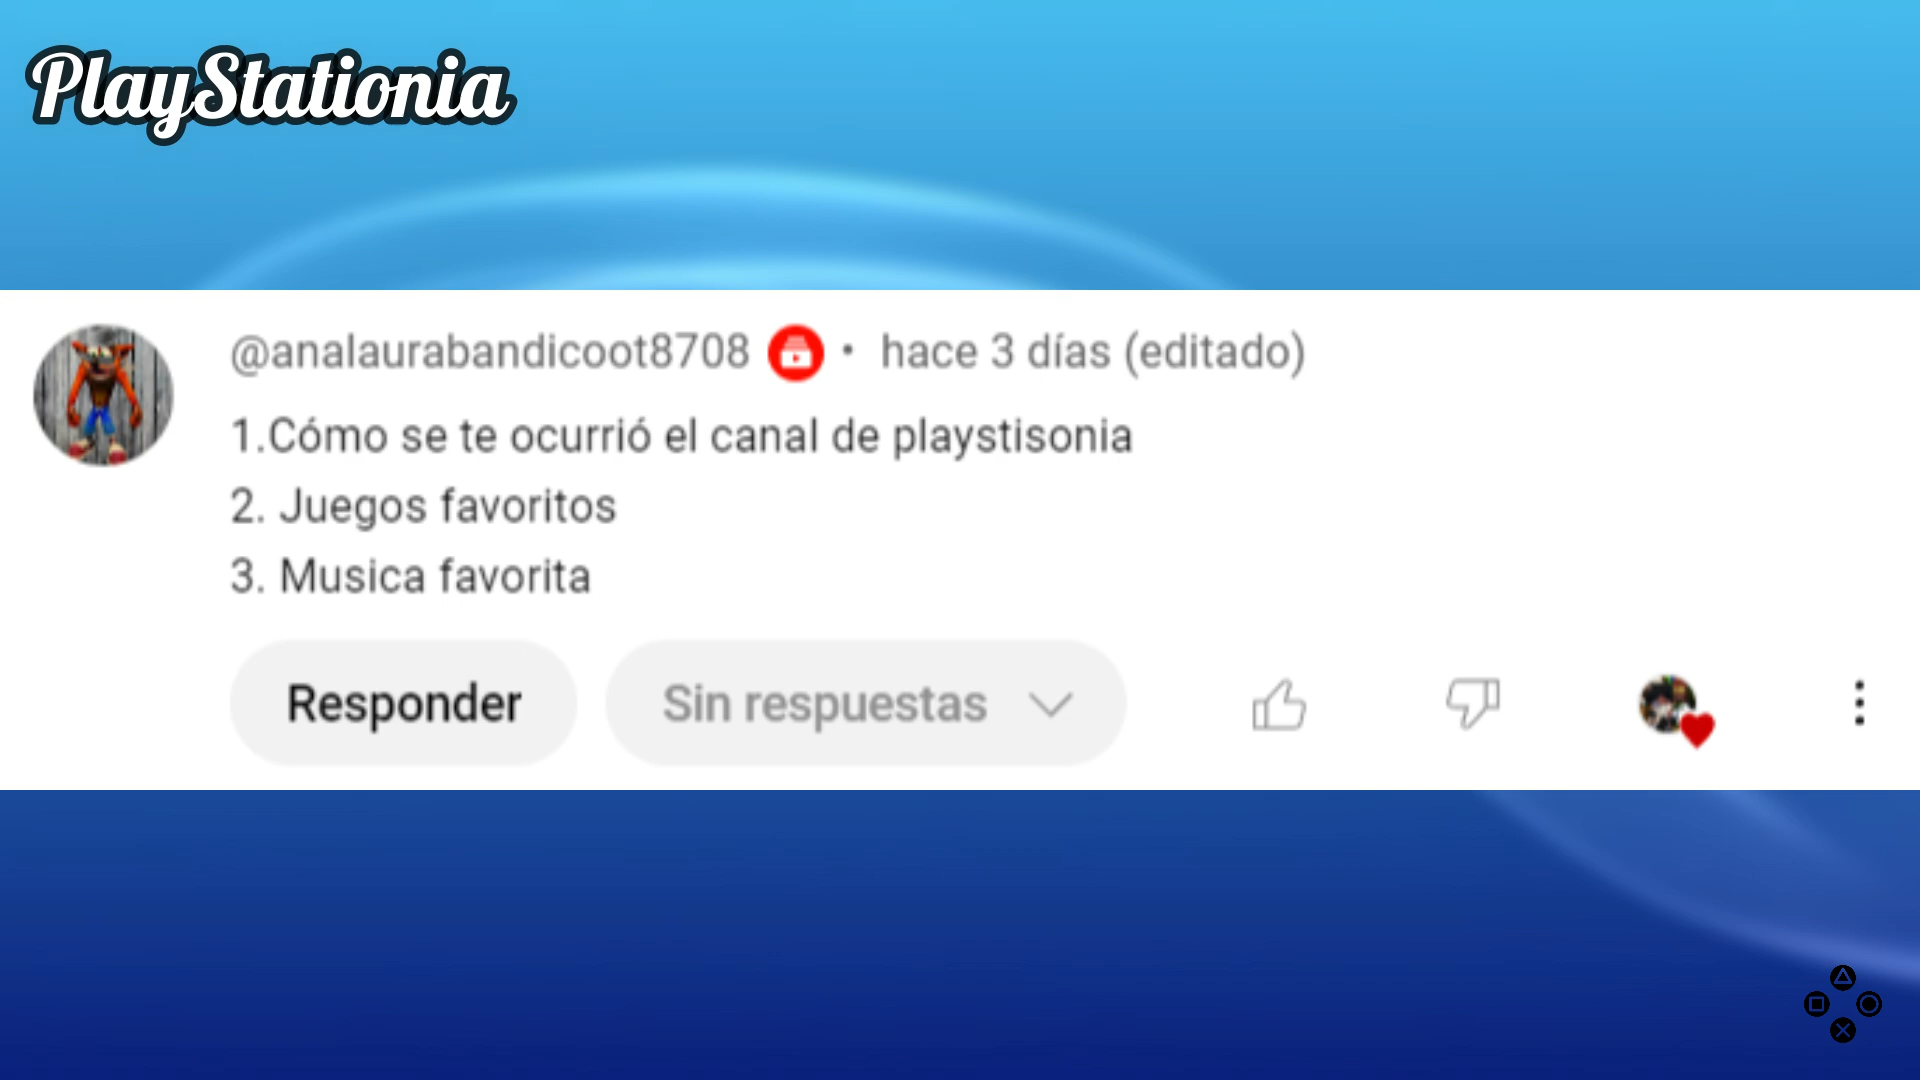 PlayStationia
@analaurabandicoot8708 • hace 3 días (editado)
1.Cómo se te ocurrió el canal de playstisonia
2. Juegos favoritos
3. Musica favorita
Responder
Sin respuestas